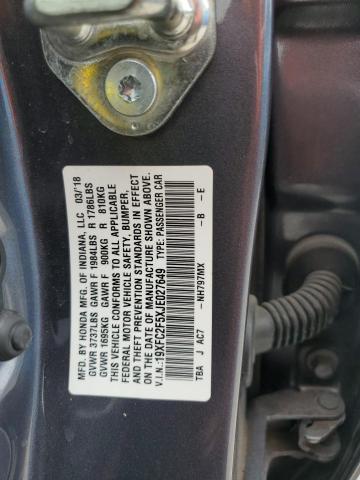 MFD. BY HONDA MFG. OF INDIANA, LLC 03/18
GVWR 3737LBS GAWR F 1984LBS R 1786LBS
GVWR 1695KG GAWR F 900KG R 810KG
THIS VEHICLE CONFORMS TO ALL APPLICABLE
FEDERAL MOTOR VEHICLE SAFETY, BUMPER,
AND THEFT PREVENTION STANDARDS IN EFFECT
ON THE DATE OF MANUFACTURE SHOWN ABOVE.
V.I.N.: 19XFC2F5XJE027649 TYPE: PASSENGER CAR
TBA J AC7 -NH797MX -B -E